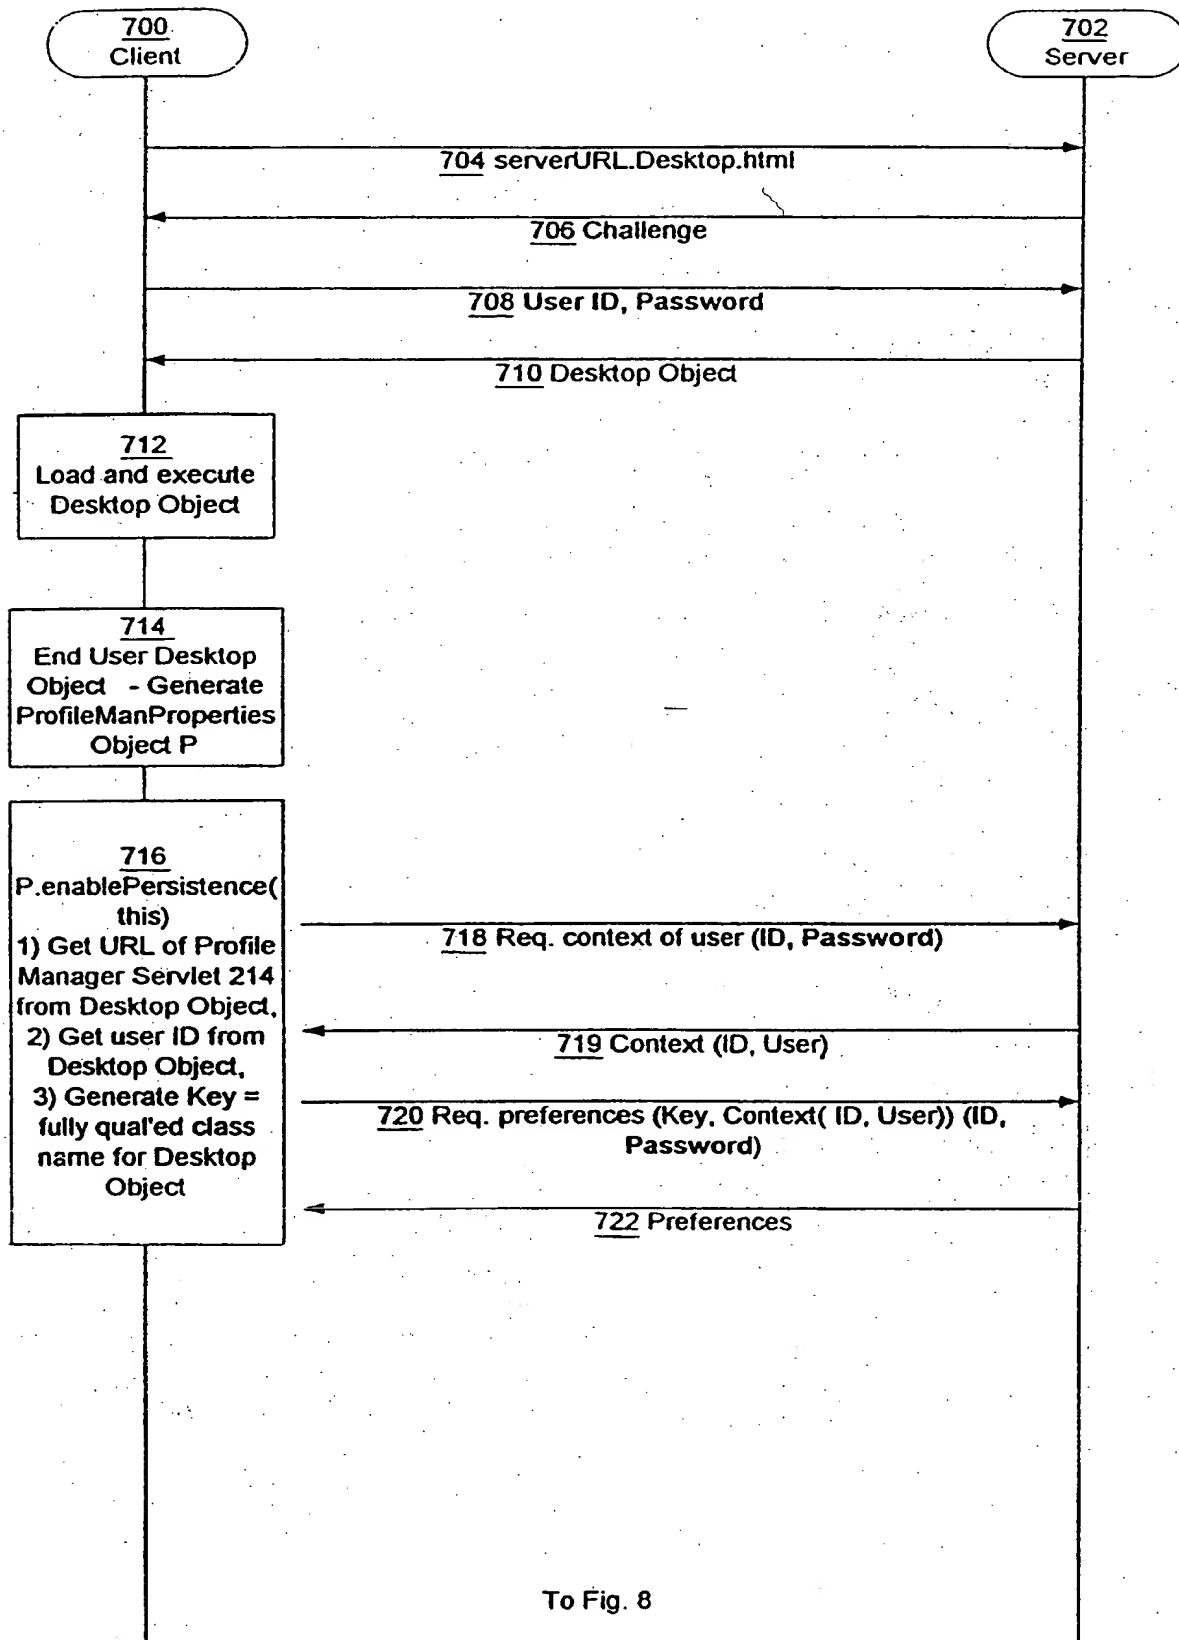 700
Client
702
Server
704 serverURL.Desktop.html
706 Challenge
708 User ID, Password
710 Desktop Object
712
Load and execute
Desktop Object
714
End User Desktop
Object - Generate
ProfileManProperties
Object P
716
P.enablePersistence(
this)
1) Get URL of Profile
Manager Servlet 214
from Desktop Object,
2) Get user ID from
Desktop Object,
3) Generate Key =
fully qual'ed class
name for Desktop
Object
718 Req. context of user (ID, Password)
719 Context (ID, User)
720 Req. preferences (Key, Context( ID, User)) (ID,
Password)
722 Preferences
To Fig. 8